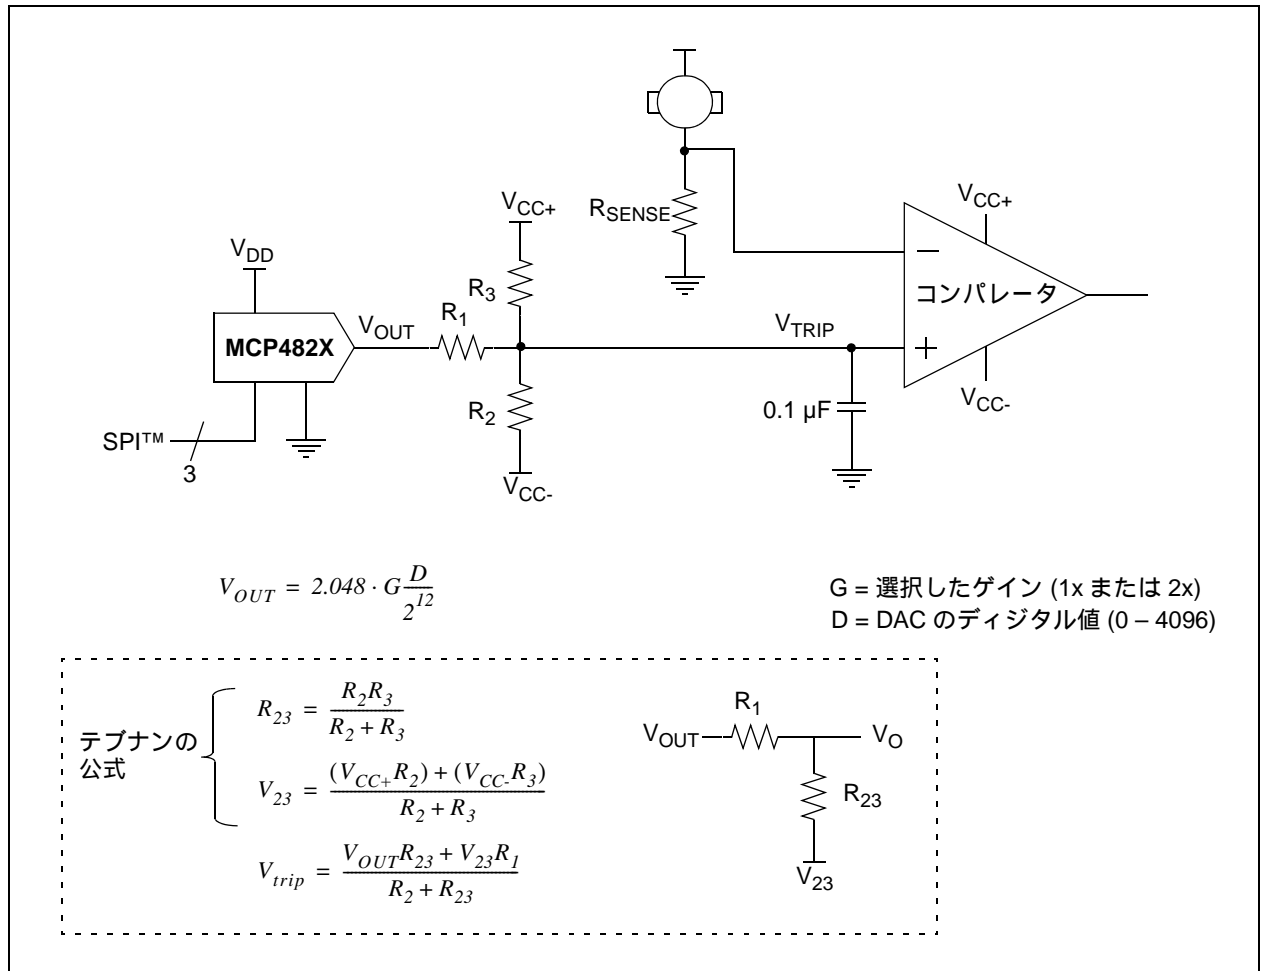 V_CC+
V_CC+
R_SENSE
V_DD
−
R_3
コンパレータ
R_1
V_TRIP
V_OUT
MCP482X
+
R_2
0.1 µF
V_CC-
SPI™
3
V_CC-
V_OUT = 2.048 · G D / 2^12
G = 選択したゲイン (1x または 2x)
D = DAC のディジタル値 (0 – 4096)
テブナンの
公式
R_23 = R_2R_3 / (R_2 + R_3)
V_23 = ((V_CC+R_2) + (V_CC-R_3)) / (R_2 + R_3)
V_trip = (V_OUTR_23 + V_23R_1) / (R_2 + R_23)
R_1
V_OUT
V_O
R_23
V_23